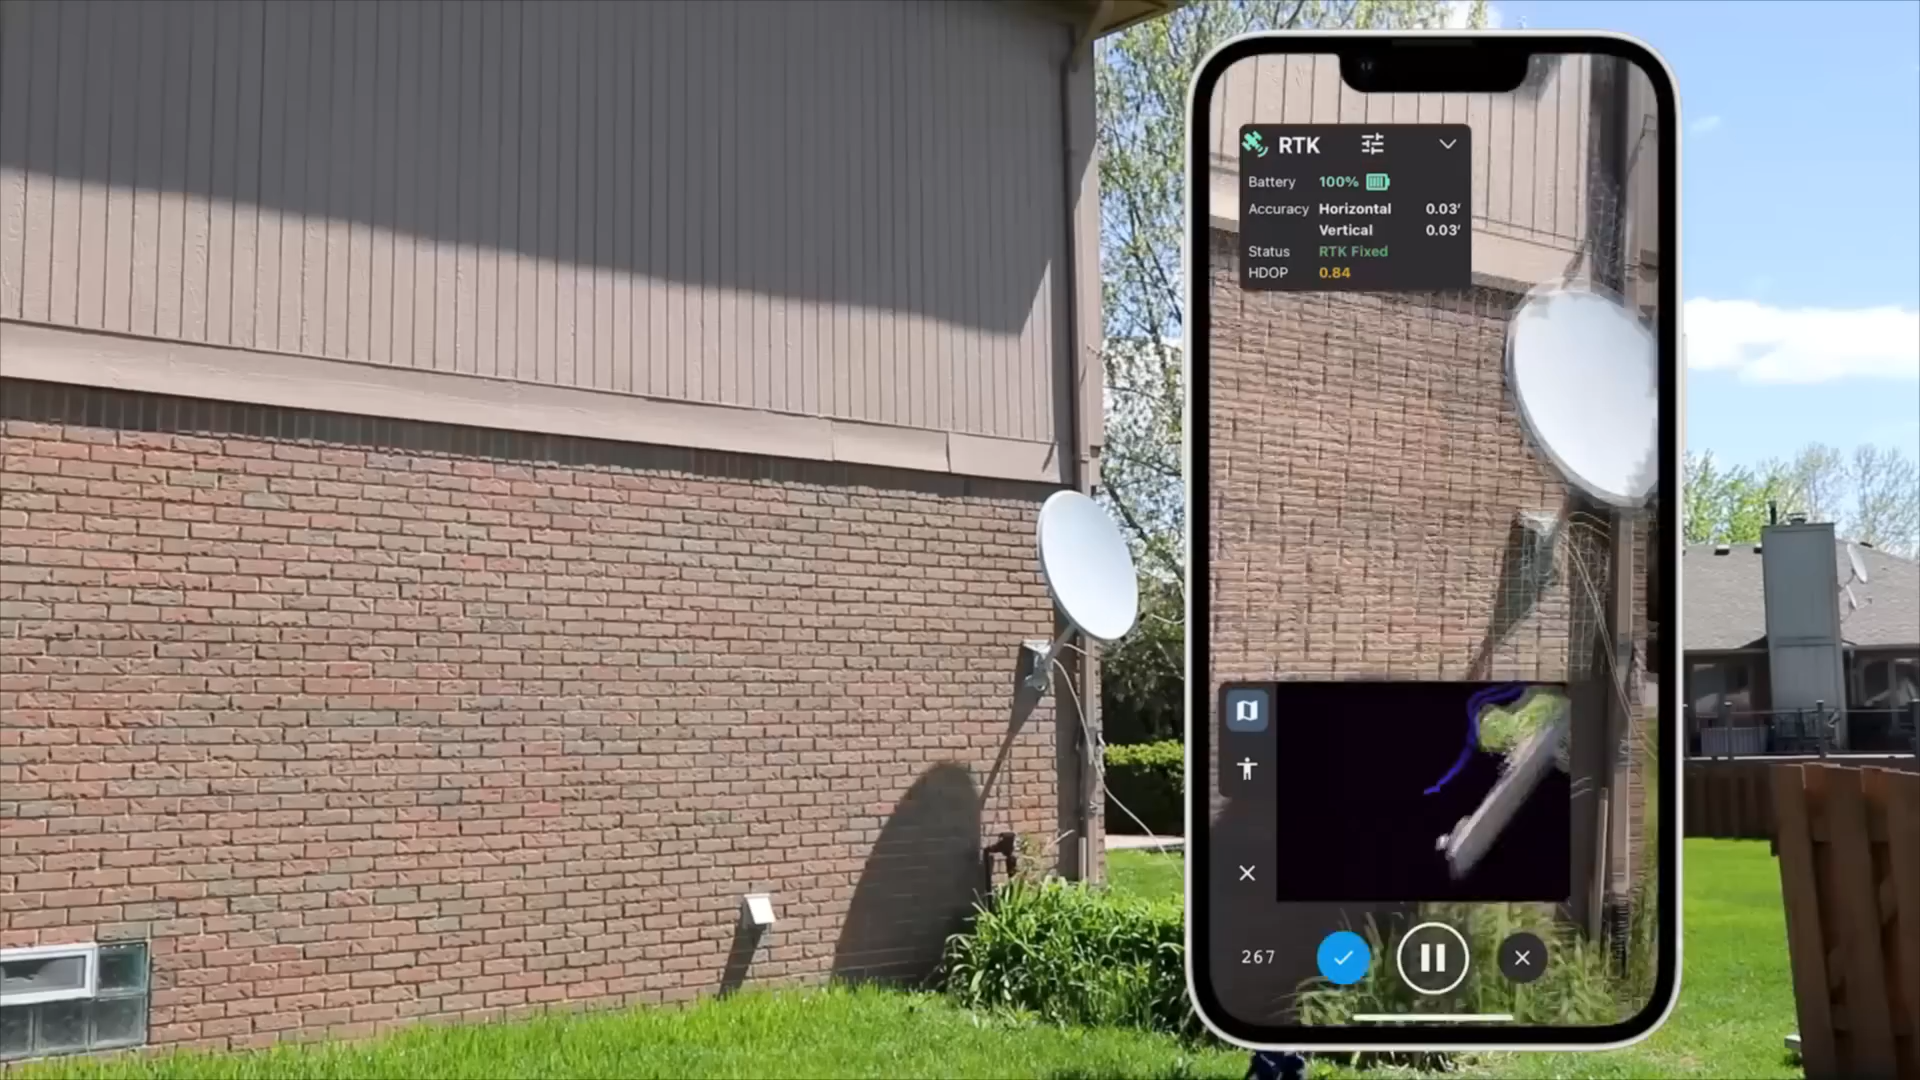 RTK
Battery 100%
Accuracy Horizontal 0.03'
Vertical 0.03'
Status RTK Fixed
HDOP 0.84
267